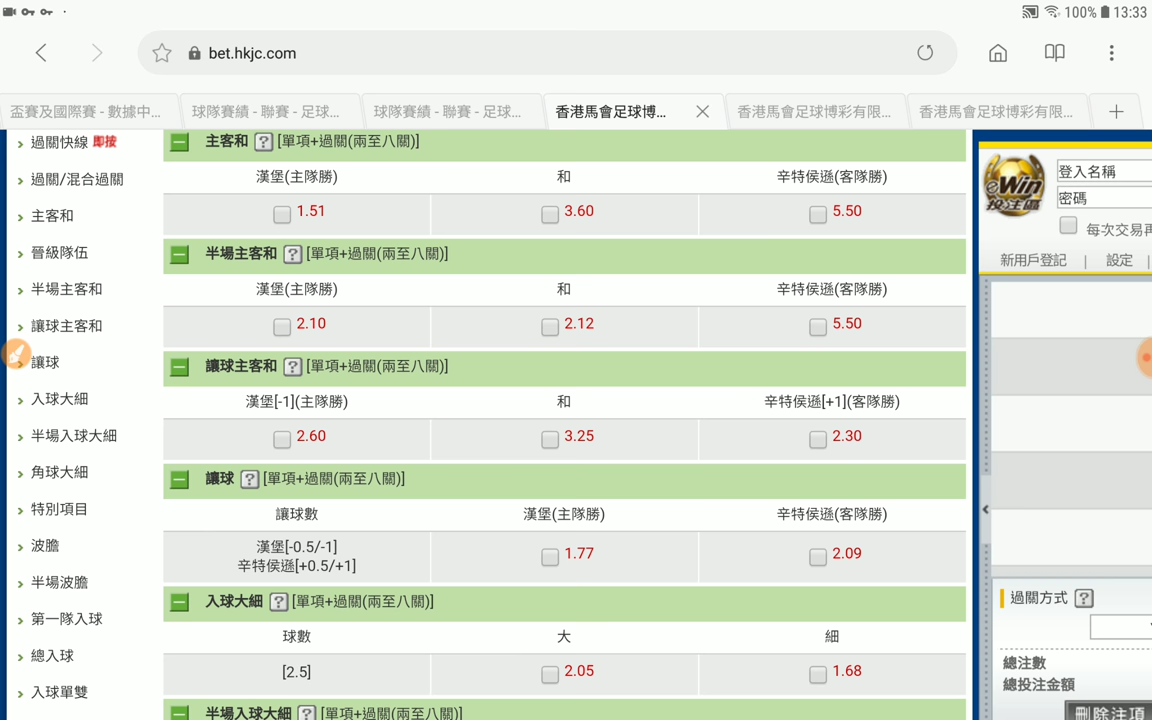 100% 13:33
bet.hkjc.com
盃賽及國際賽 - 數據中...
球隊賽績 - 聯賽 - 足球...
球隊賽績 - 聯賽 - 足球...
香港馬會足球博...
香港馬會足球博彩有限...
香港馬會足球博彩有限...
過關快線 即按
過關/混合過關
主客和
晉級隊伍
半場主客和
讓球主客和
讓球
入球大細
半場入球大細
角球大細
特別項目
波膽
半場波膽
第一隊入球
總入球
入球單雙
主客和 ? [單項+過關(兩至八關)]
漢堡(主隊勝) 和 辛特侯遜(客隊勝)
1.51 3.60 5.50
半場主客和 ? [單項+過關(兩至八關)]
漢堡(主隊勝) 和 辛特侯遜(客隊勝)
2.10 2.12 5.50
讓球主客和 ? [單項+過關(兩至八關)]
漢堡[-1](主隊勝) 和 辛特侯遜[+1](客隊勝)
2.60 3.25 2.30
讓球 ? [單項+過關(兩至八關)]
讓球數 漢堡(主隊勝) 辛特侯遜(客隊勝)
漢堡[-0.5/-1]
辛特侯遜[+0.5/+1]
1.77 2.09
入球大細 ? [單項+過關(兩至八關)]
球數 大 細
[2.5] 2.05 1.68
半場入球大細 ? [單項+過關(兩至八關)]
eWin
投注區
登入名稱
密碼
每次交易再
新用戶登記 | 設定 |
過關方式 ?
總注數
總投注金額
刪除注項